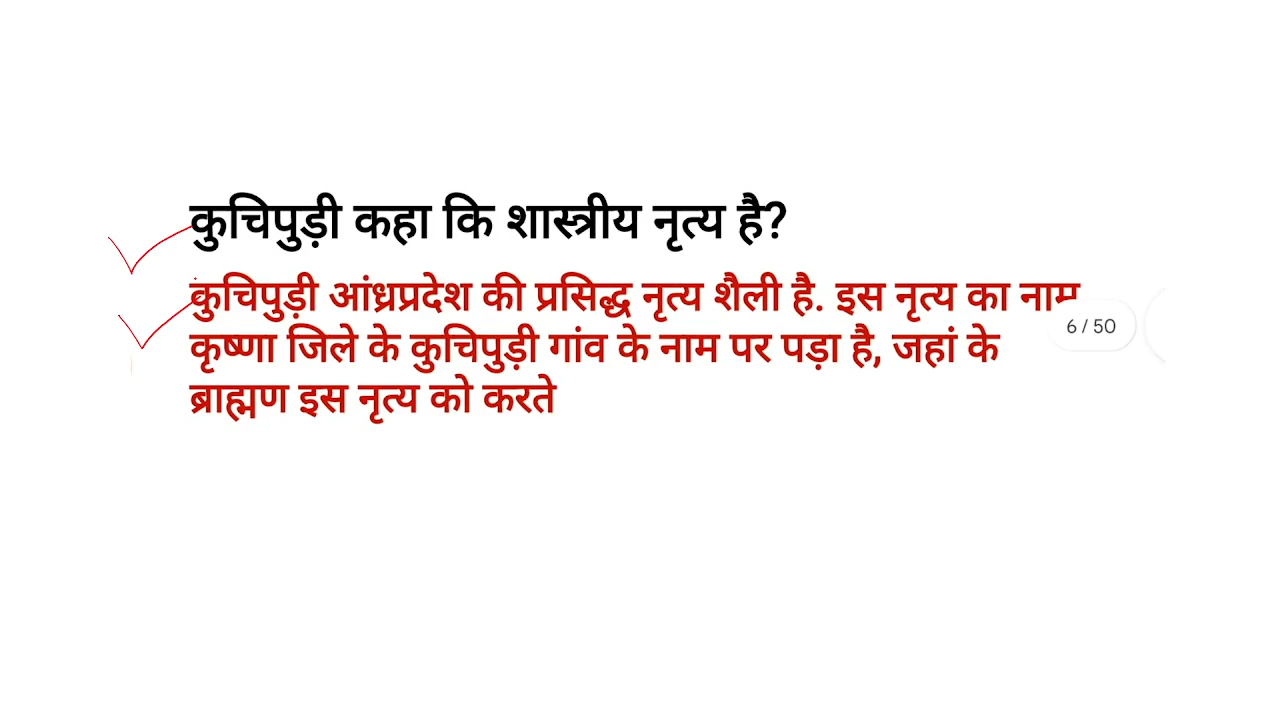 कुचिपुड़ी कहा कि शास्त्रीय नृत्य है?
कुचिपुड़ी आंध्रप्रदेश की प्रसिद्ध नृत्य शैली है. इस नृत्य का नाम
6 / 50
कृष्णा जिले के कुचिपुड़ी गांव के नाम पर पड़ा है, जहां के
ब्राह्मण इस नृत्य को करते